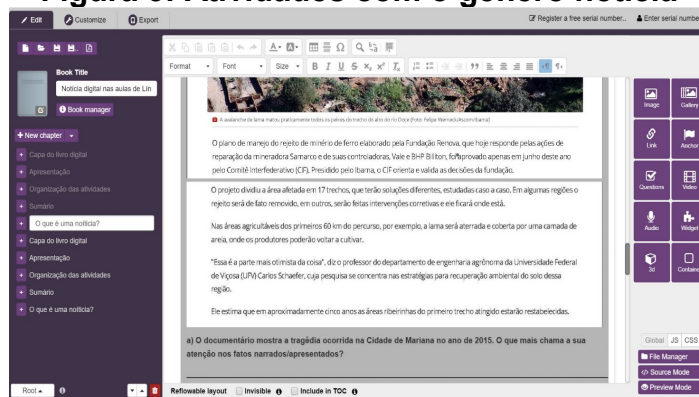 Figura 6: Atividades com o gênero notícia
Edit
Customize
Export
Register a free serial number..
Enter serial numbe
Book Title
Notícia digital nas aulas de Lín
Book manager
New chapter
Capa do livro digital
Apresentação
Organização das atividades
Sumário
O que é uma noíticia?
Capa do livro digital
Apresentação
Organização das atividades
Sumário
O que é uma noíticia?
Root
Format
Font
Size
A avalanche de lama matou praticamente todos os peixes do trecho do alto do rio Doce (Foto: Felipe Werneck/Ascom/Ibama)
O plano de manejo do rejeito de minério de ferro elaborado pela Fundação Renova, que hoje responde pelas ações de
reparação da mineradora Samarco e de suas controladoras, Vale e BHP Billiton, foi aprovado apenas em junho deste ano
pelo Comitê Interfederativo (CIF). Presidido pelo Ibama, o CIF orienta e valida as decisões da fundação.
O projeto dividiu a área afetada em 17 trechos, que terão soluções diferentes, estudadas caso a caso. Em algumas regiões o
rejeito será de fato removido, em outros, serão feitas intervenções corretivas e ele ficará onde está.
Nas áreas agricultáveis dos primeiros 60 km do percurso, por exemplo, a lama será aterrada e coberta por uma camada de
areia, onde os produtores poderão voltar a cultivar.
"Essa é a parte mais otimista da coisa", diz o professor do departamento de engenharia agrônoma da Universidade Federal
de Viçosa (UFV) Carlos Schaefer, cuja pesquisa se concentra nas estratégias para recuperação ambiental do solo dessa
região.
Ele estima que em aproximadamente cinco anos as áreas ribeirinhas do primeiro trecho atingido estarão restabelecidas.
a) O documentário mostra a tragédia ocorrida na Cidade de Mariana no ano de 2015. O que mais chama a sua
atenção nos fatos narrados/apresentados?
Reflowable layout
Invisible
Include in TOC
Image
Gallery
Link
Anchor
Questions
Video
Audio
Widget
3d
Containe
Global JS CSS
File Manager
Source Mode
Preview Mode